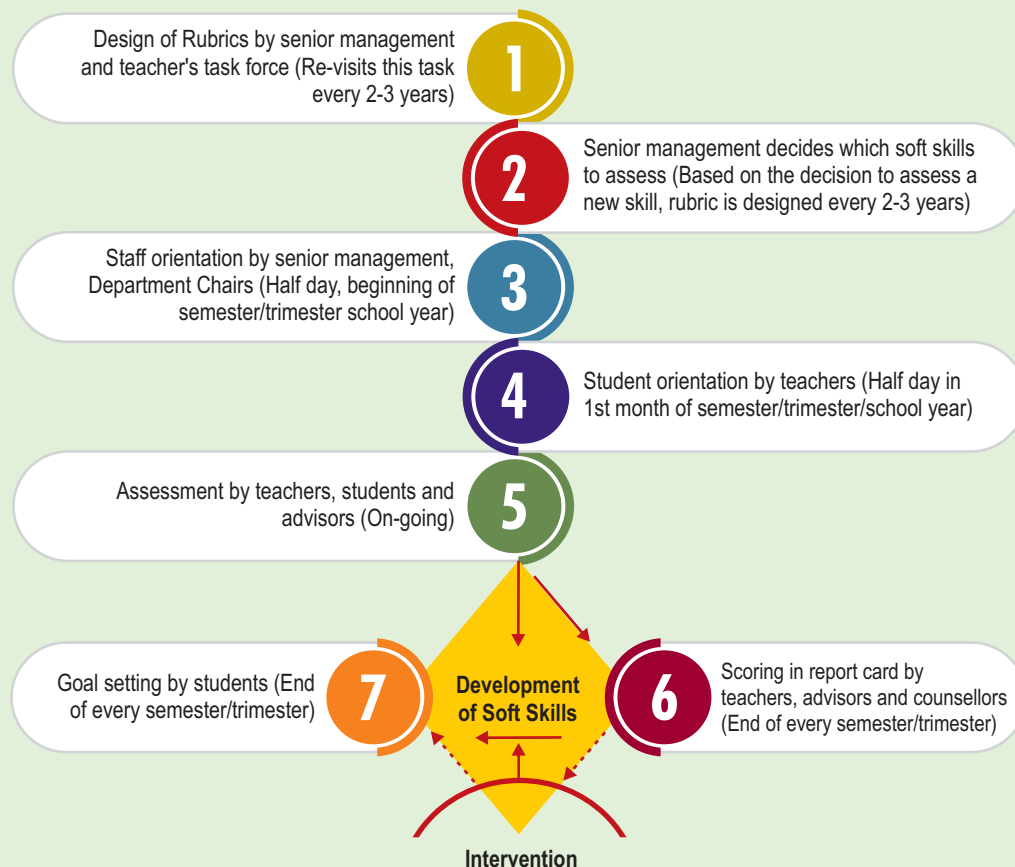 Design of Rubrics by senior management
and teacher's task force (Re-visits this task
every 2-3 years)
1
2
Senior management decides which soft skills
to assess (Based on the decision to assess a
new skill, rubric is designed every 2-3 years)
Staff orientation by senior management,
Department Chairs (Half day, beginning of
semester/trimester school year)
3
4
Student orientation by teachers (Half day in
1st month of semester/trimester/school year)
Assessment by teachers, students and
advisors (On-going)
5
Goal setting by students (End
of every semester/trimester)
7
Development
of Soft Skills
6
Scoring in report card by
teachers, advisors and counsellors
(End of every semester/trimester)
Intervention